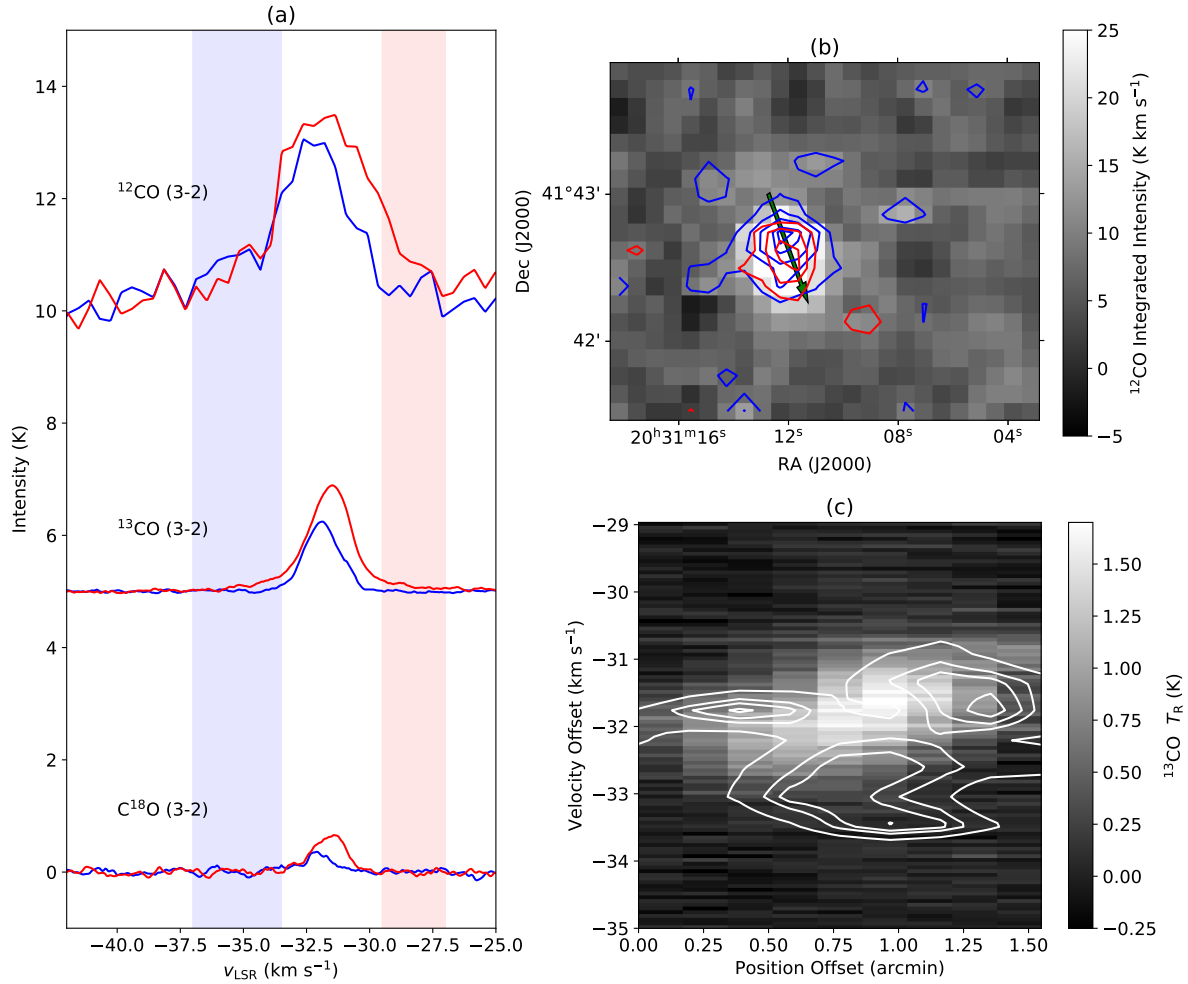 (a)
14
12
10
8
6
4
2
0
Intensity (K)
¹²CO (3-2)
¹³CO (3-2)
C¹⁸O (3-2)
−40.0 −37.5 −35.0 −32.5 −30.0 −27.5 −25.0
v_LSR (km s⁻¹)
(b)
41°43'
42'
Dec (J2000)
20ʰ31ᵐ16ˢ 12ˢ 08ˢ 04ˢ
RA (J2000)
25
20
15
10
5
0
−5
¹²CO Integrated Intensity (K km s⁻¹)
(c)
−29
−30
−31
−32
−33
−34
−35
Velocity Offset (km s⁻¹)
0.00 0.25 0.50 0.75 1.00 1.25 1.50
Position Offset (arcmin)
1.50
1.25
1.00
0.75
0.50
0.25
0.00
−0.25
¹³CO T_R (K)